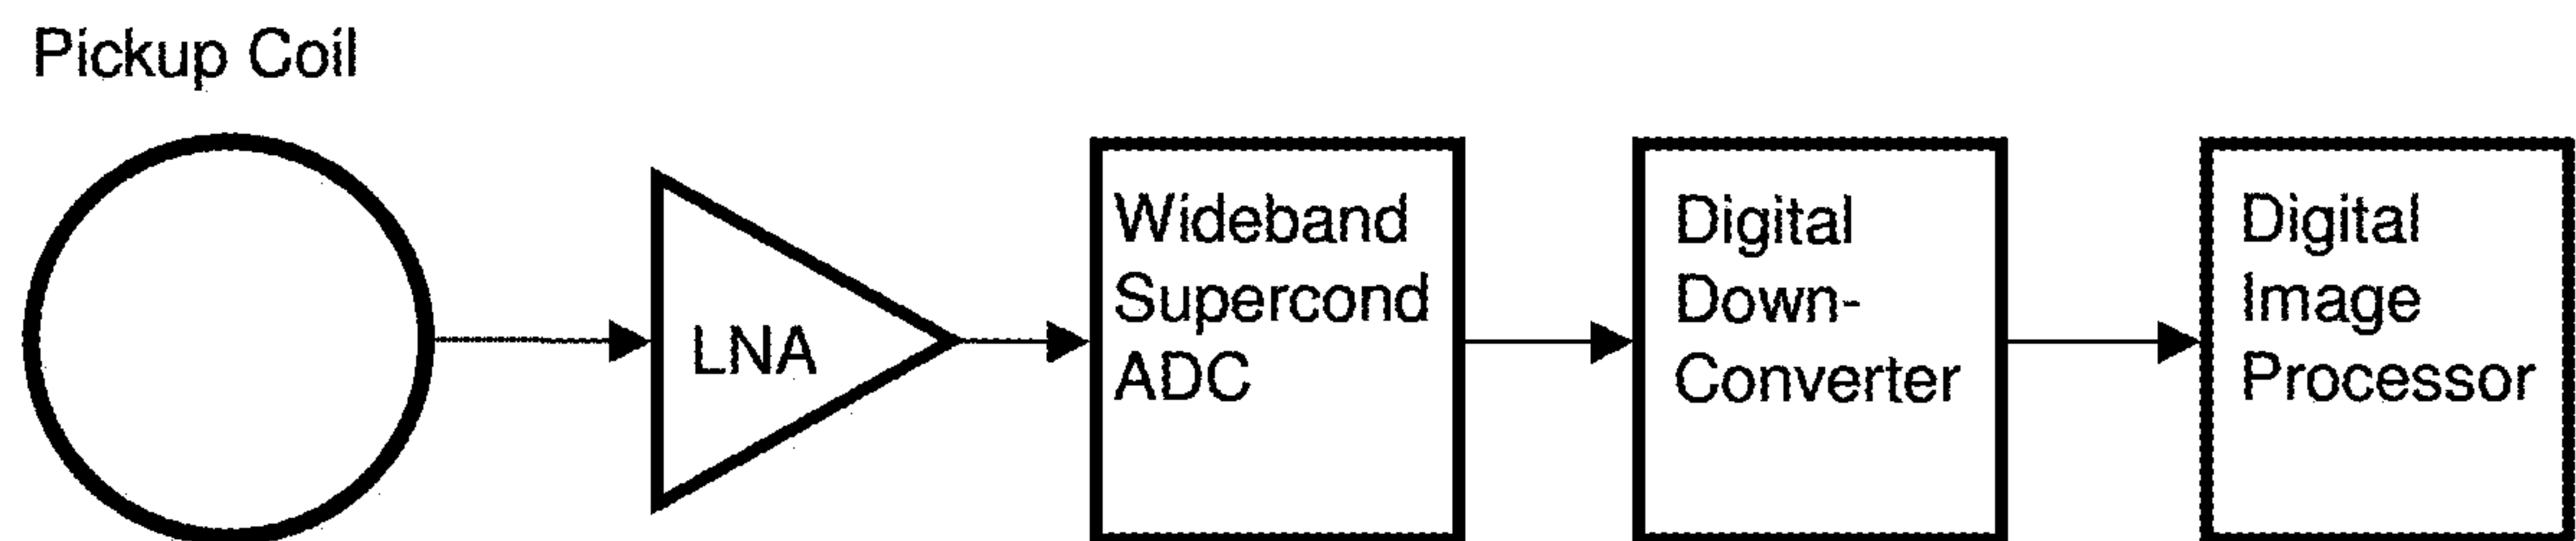 Pickup Coil
LNA
Wideband
Supercond
ADC
Digital
Down-
Converter
Digital
Image
Processor